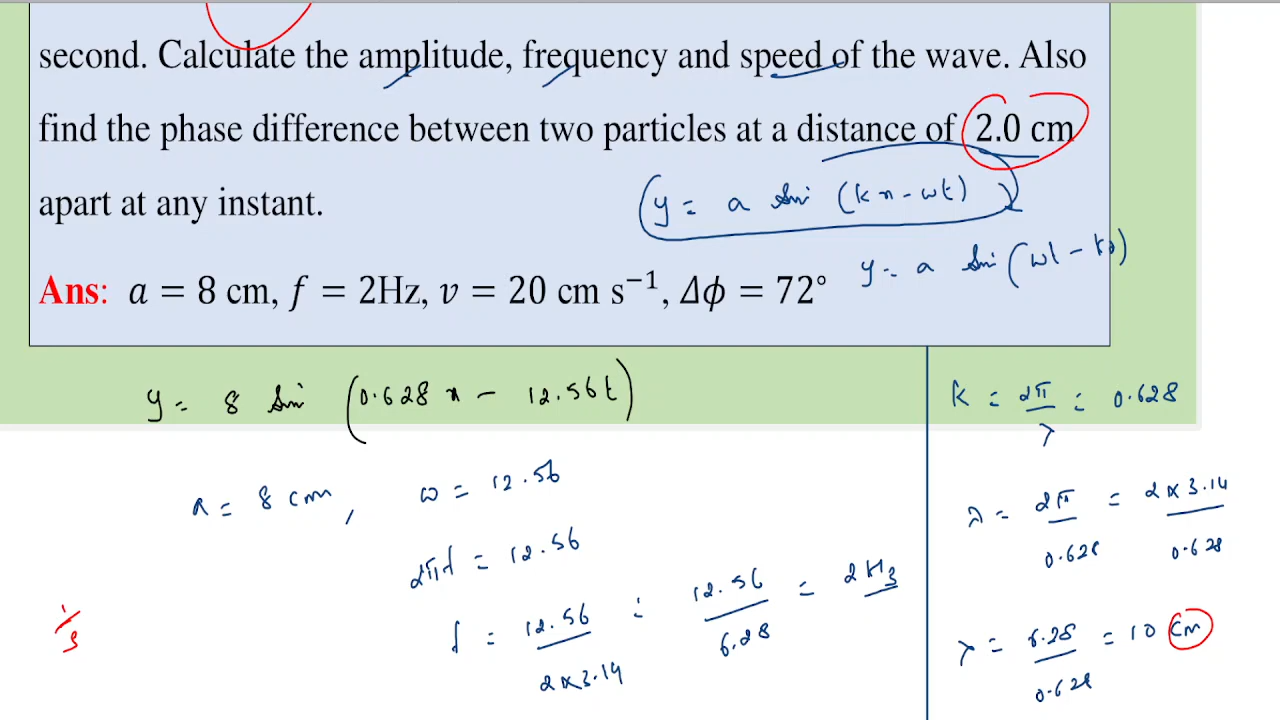 second. Calculate the amplitude, frequency and speed of the wave. Also
find the phase difference between two particles at a distance of 2.0 cm
apart at any instant.
y = a sin (kx - ωt)
y = a sin (ωt - kx)
Ans: a = 8 cm, f = 2Hz, v = 20 cm s⁻¹, Δϕ = 72°
y = 8 sin (0.628 x - 12.56t)
a = 8 cm, ω = 12.56
2πf = 12.56
f = 12.56 / 2×3.14 = 12.56 / 6.28 = 2Hz
1/s
k = 2π / λ = 0.628
λ = 2π / 0.628 = 2×3.14 / 0.628
λ = 6.28 / 0.628 = 10 cm